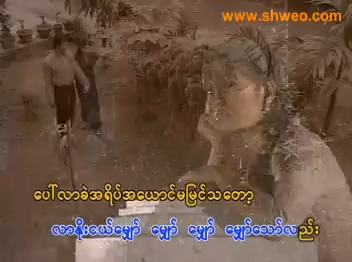 www.shweo.com
ပေါ်လာခဲအရိပ်အယောင်မမြင်သတော့
လာနိုးငယ်မျှော် မျှော် မျှော် မျှော်သော်လည်း